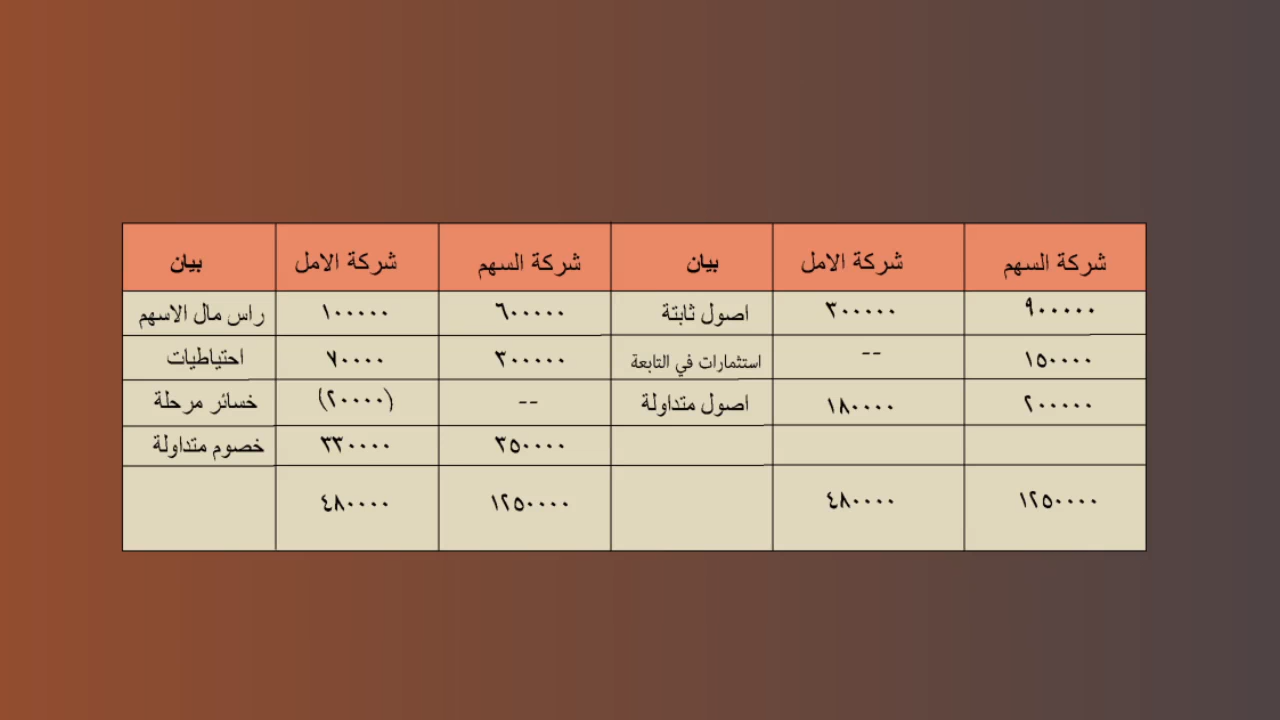 شركة السهم شركة الامل بيان شركة السهم شركة الامل بيان
٩٠٠٠٠٠ ٣٠٠٠٠٠ اصول ثابتة ٦٠٠٠٠٠ ١٠٠٠٠٠ راس مال الاسهم
١٥٠٠٠٠ -- استثمارات في التابعة ٣٠٠٠٠٠ ٧٠٠٠٠ احتياطيات
٢٠٠٠٠٠ ١٨٠٠٠٠ اصول متداولة -- (٢٠٠٠٠) خسائر مرحلة
٣٥٠٠٠٠ ٣٣٠٠٠٠ خصوم متداولة
١٢٥٠٠٠٠ ٤٨٠٠٠٠ ١٢٥٠٠٠٠ ٤٨٠٠٠٠